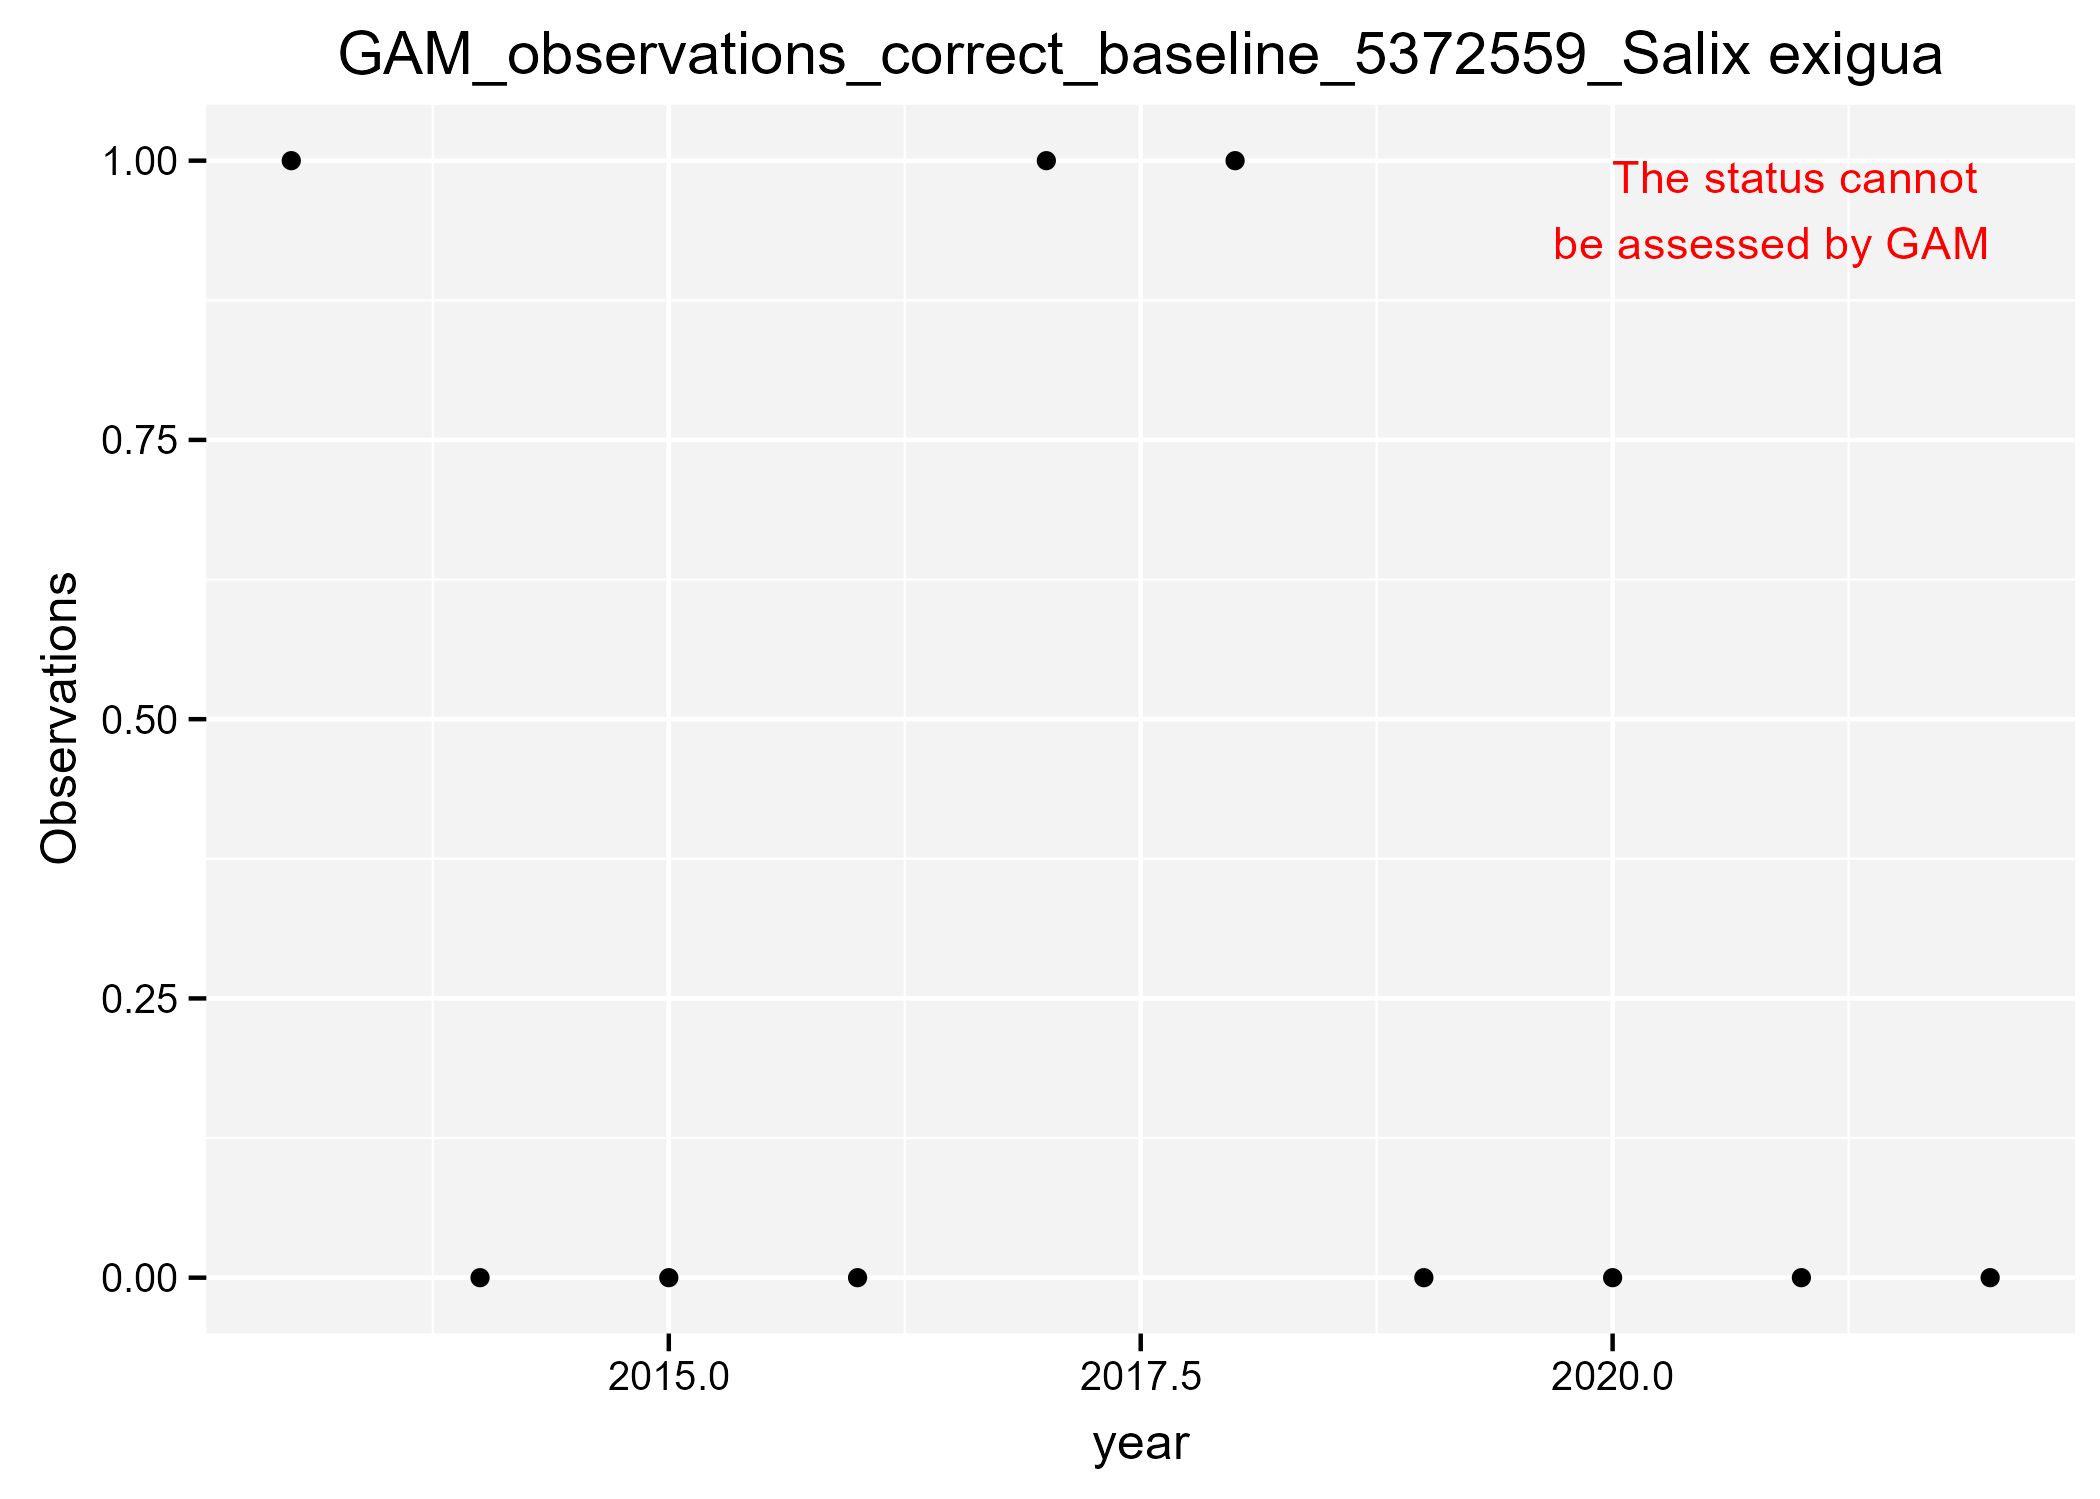 GAM_observations_correct_baseline_5372559_Salix exigua
1.00
The status cannot
be assessed by GAM
0.75
0.50
Observations
0.25
0.00
2015.0 2017.5 2020.0
year